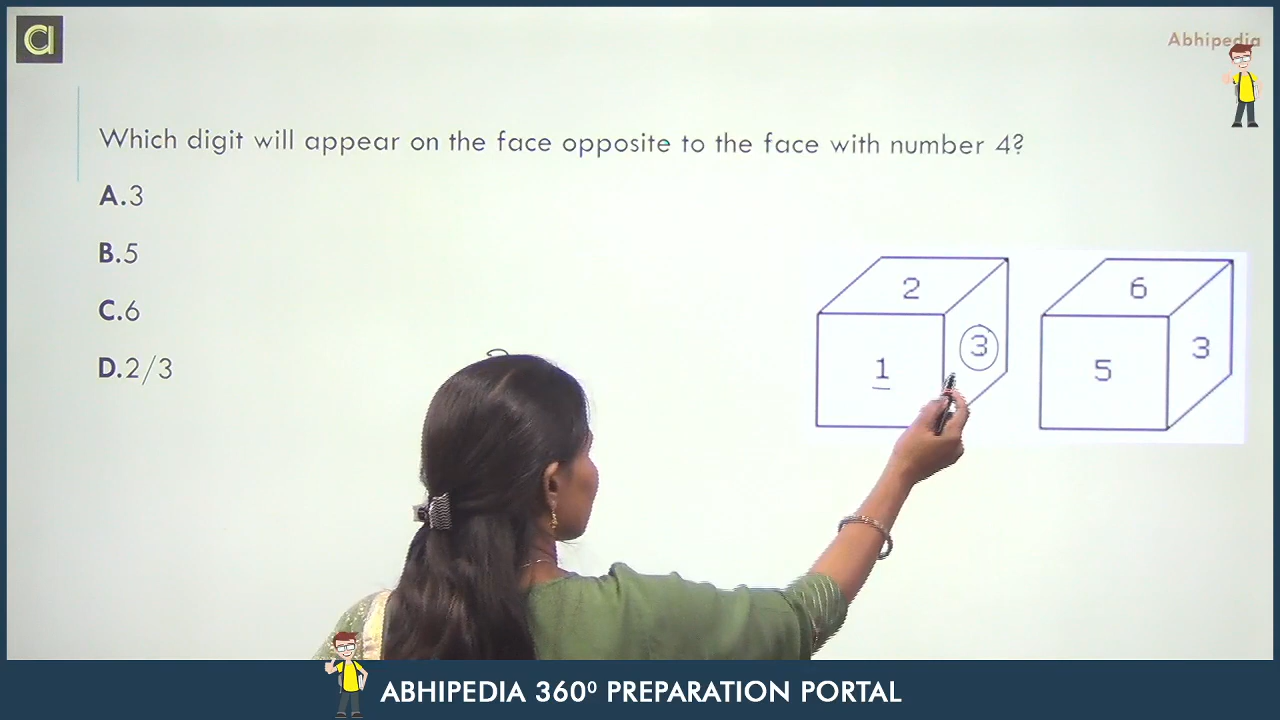 a
Abhipedia
Which digit will appear on the face opposite to the face with number 4?
A.3
B.5
C.6
D.2/3
2
1
3
6
5
3
ABHIPEDIA 360⁰ PREPARATION PORTAL